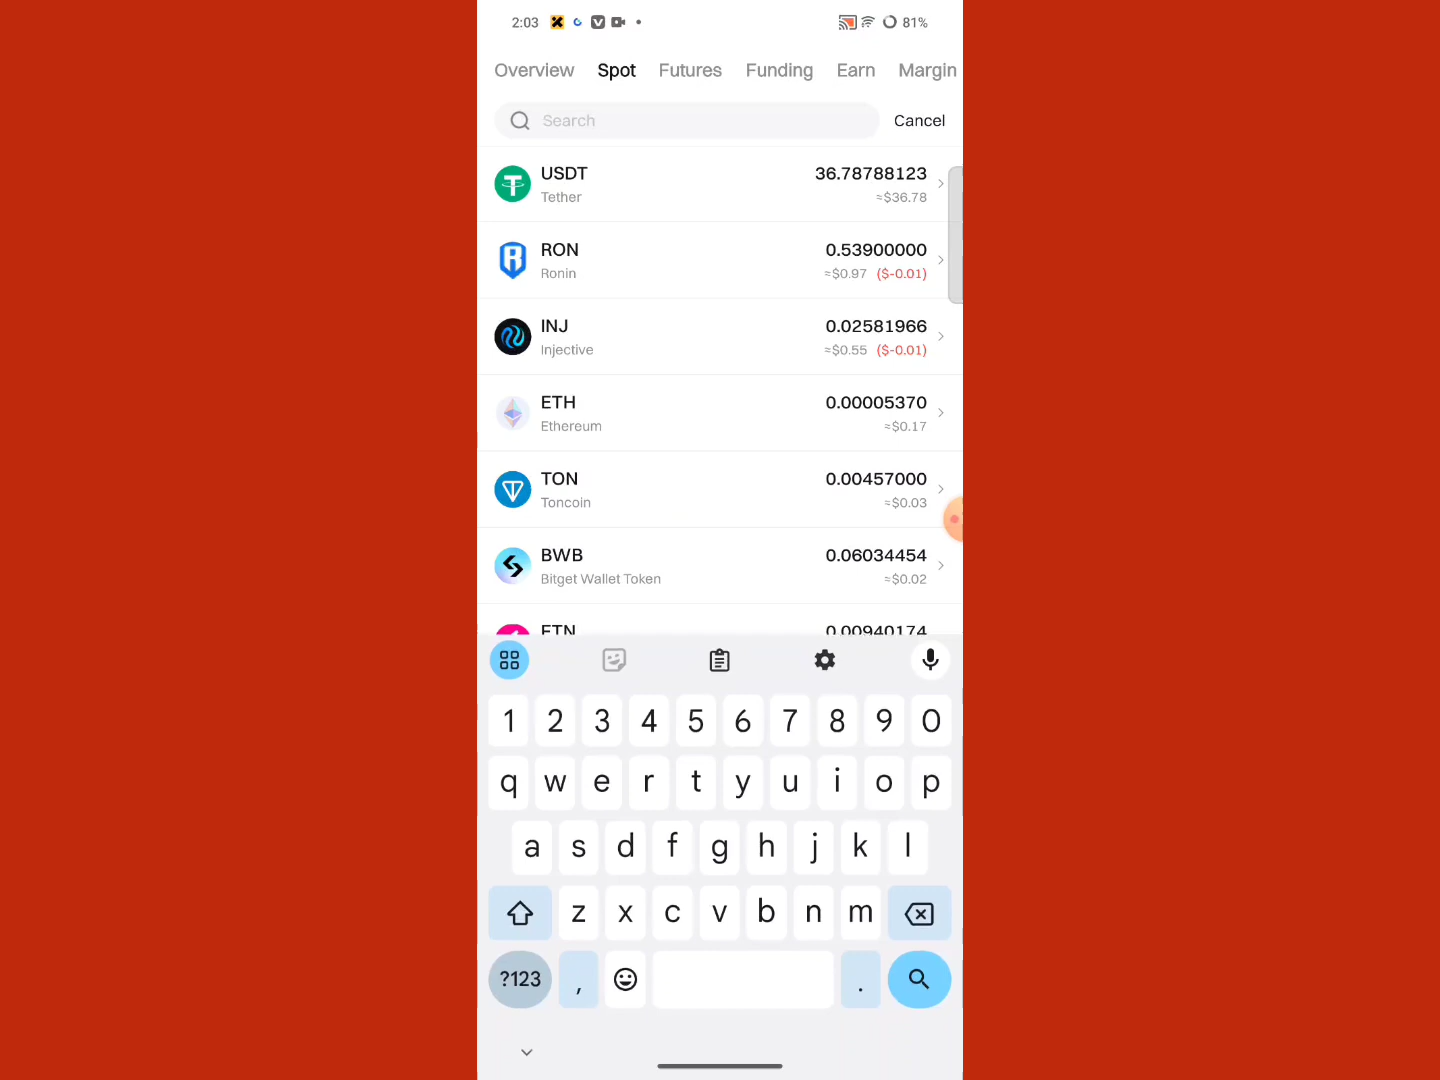 2:03
81%
Overview Spot Futures Funding Earn Margin
Search Cancel
USDT 36.78788123
Tether ≈$36.78
RON 0.53900000
Ronin ≈$0.97 ($-0.01)
INJ 0.02581966
Injective ≈$0.55 ($-0.01)
ETH 0.00005370
Ethereum ≈$0.17
TON 0.00457000
Toncoin ≈$0.03
BWB 0.06034454
Bitget Wallet Token ≈$0.02
ETN 0.00940174
1 2 3 4 5 6 7 8 9 0
q w e r t y u i o p
a s d f g h j k l
z x c v b n m
?123 , .